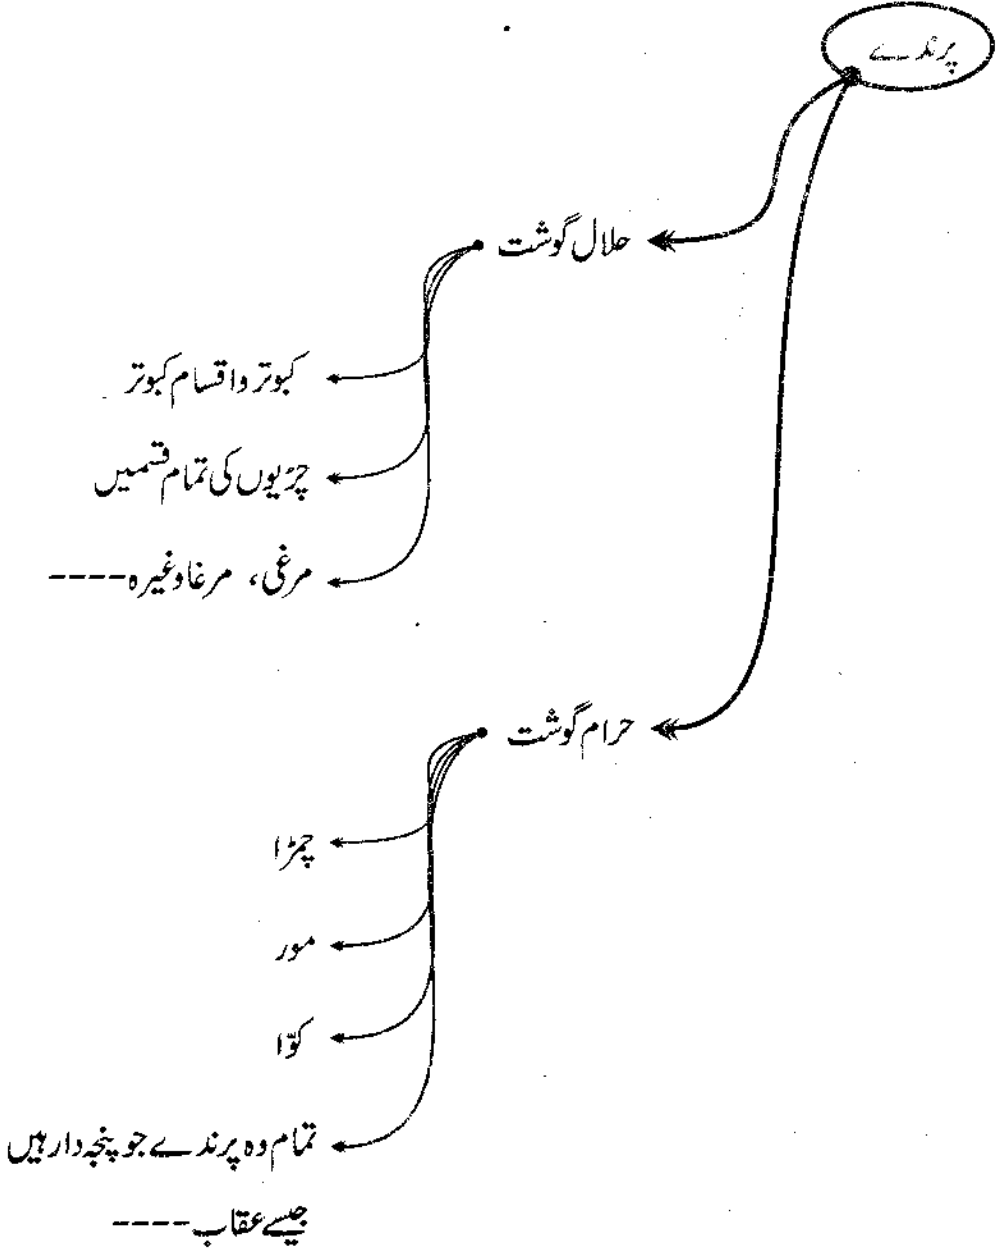 پرندے
حلال گوشت
کبوتر و اقسام کبوتر
چڑیوں کی تمام قسمیں
مرغی، مرغا وغیرہ----
حرام گوشت
چمڑا
مور
کوّا
تمام وہ پرندے جو پنجہ دار ہیں
جیسے عقاب----